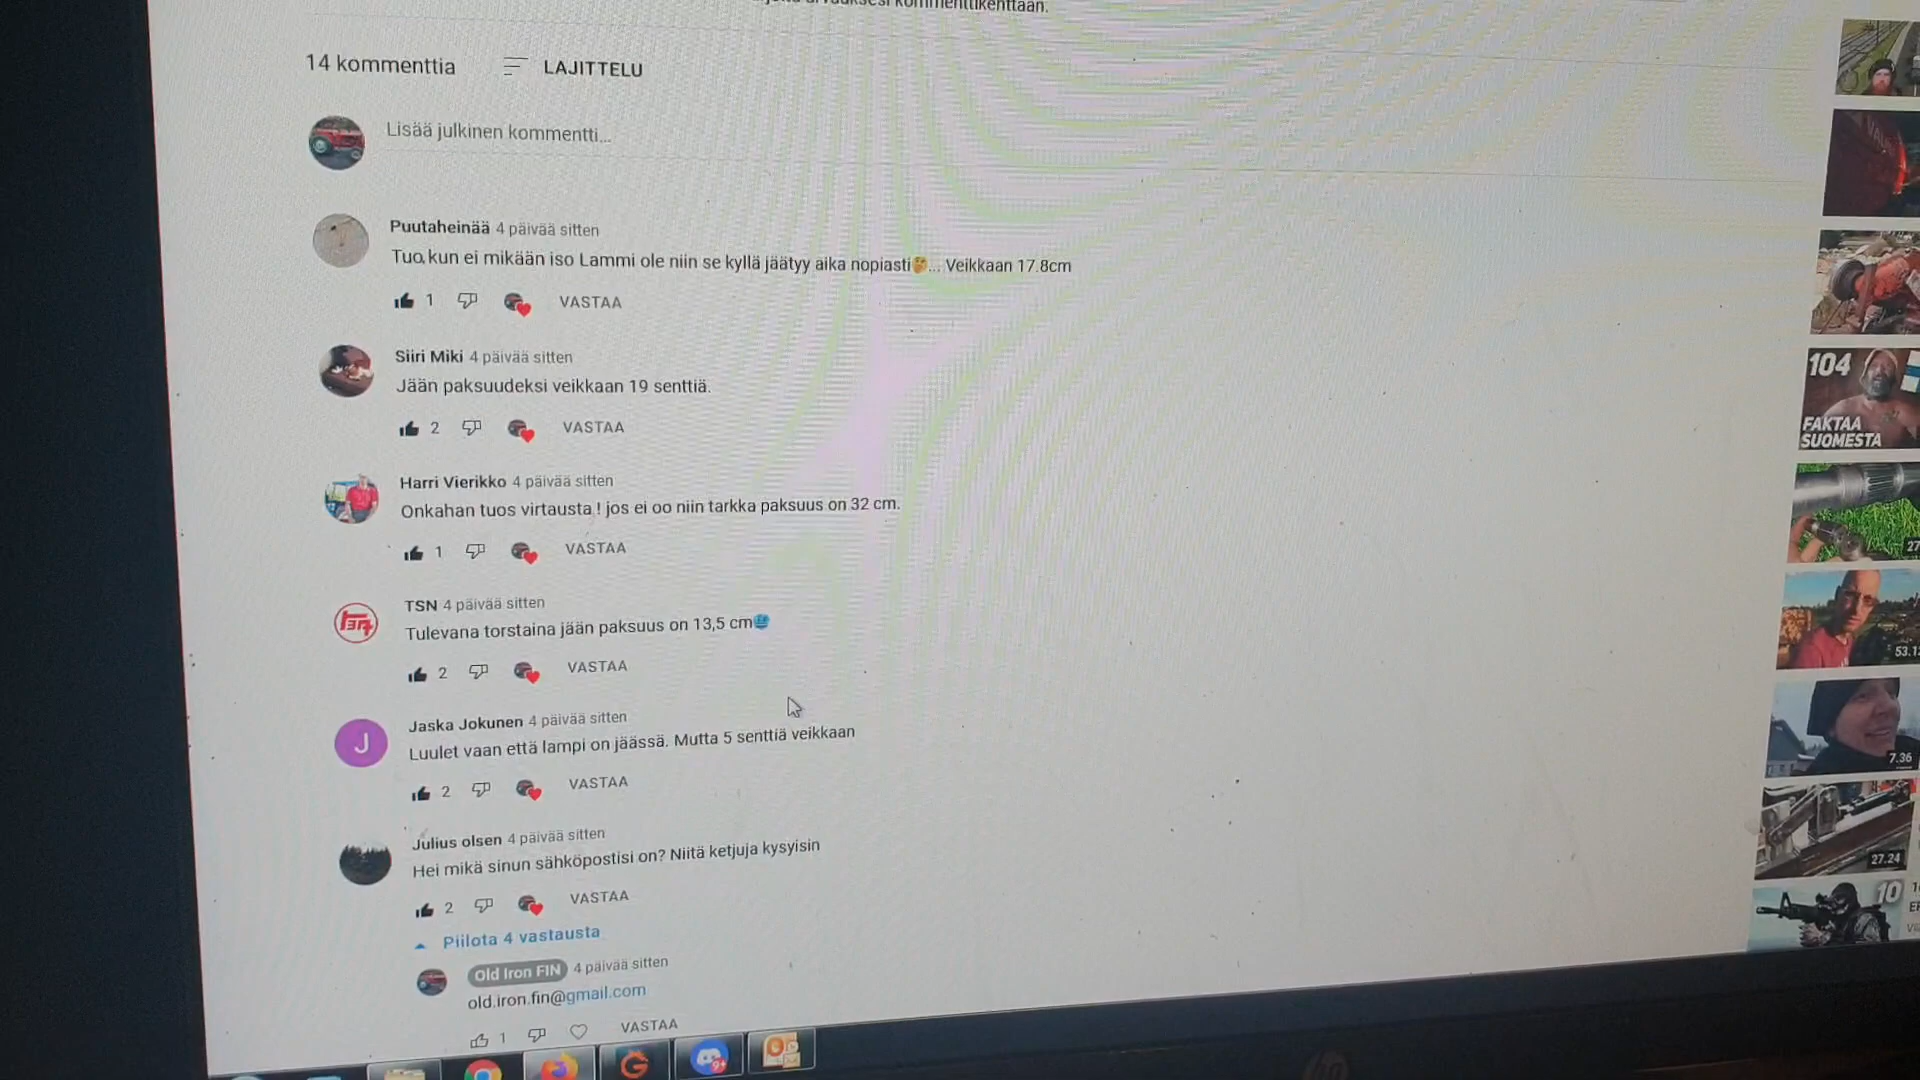 kommenttikenttään.
14 kommenttia
LAJITTELU
Lisää julkinen kommentti...
Puutaheinää 4 päivää sitten
Tuo kun ei mikään iso Lammi ole niin se kyllä jäätyy aika nopiasti🤔... Veikkaan 17.8cm
1 VASTAA
Siiri Miki 4 päivää sitten
Jään paksuudeksi veikkaan 19 senttiä.
2 VASTAA
Harri Vierikko 4 päivää sitten
Onkahan tuos virtausta ! jos ei oo niin tarkka paksuus on 32 cm.
1 VASTAA
TSN 4 päivää sitten
Tulevana torstaina jään paksuus on 13,5 cm🥶
2 VASTAA
J
Jaska Jokunen 4 päivää sitten
Luulet vaan että lampi on jäässä. Mutta 5 senttiä veikkaan
2 VASTAA
Julius olsen 4 päivää sitten
Hei mikä sinun sähköpostisi on? Niitä ketjuja kysyisin
2 VASTAA
Piilota 4 vastausta
Old Iron FIN 4 päivää sitten
old.iron.fin@gmail.com
1 VASTAA
104
FAKTAA
SUOMESTA
27
53.1
7.36
27.24
10
9+
hp